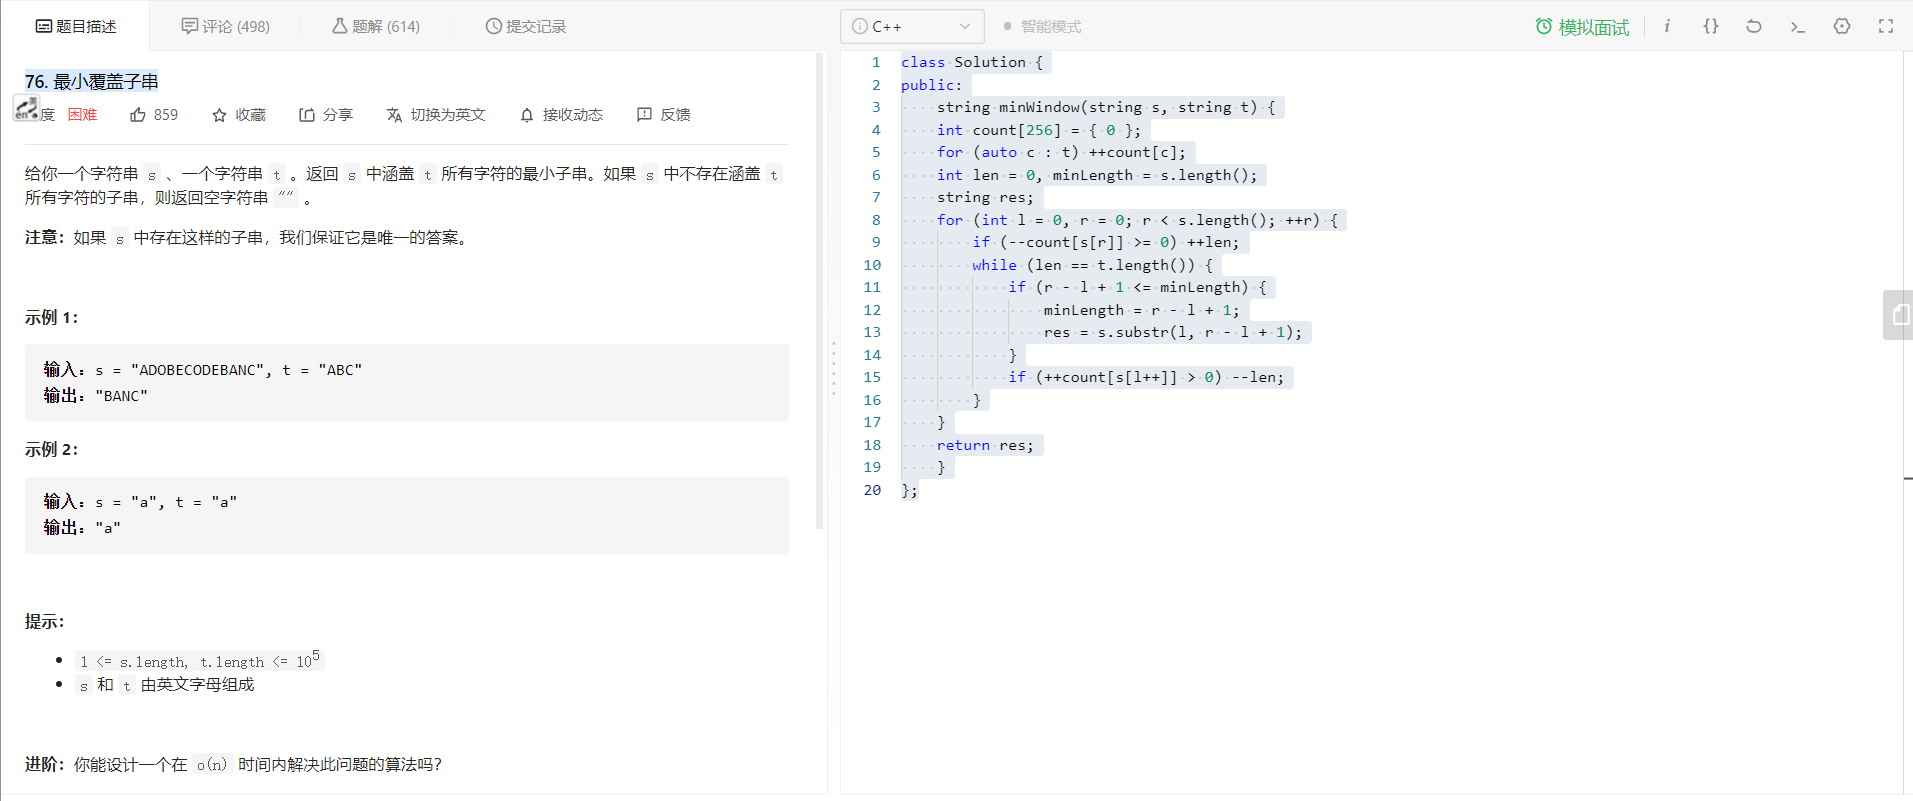 题目描述
评论 (498)
题解 (614)
提交记录
C++
智能模式
模拟面试
76. 最小覆盖子串
度 困难 859 收藏 分享 切换为英文 接收动态 反馈
给你一个字符串 s 、一个字符串 t 。返回 s 中涵盖 t 所有字符的最小子串。如果 s 中不存在涵盖 t
所有字符的子串，则返回空字符串 "" 。
注意：如果 s 中存在这样的子串，我们保证它是唯一的答案。
示例 1：
输入：s = "ADOBECODEBANC", t = "ABC"
输出："BANC"
示例 2：
输入：s = "a", t = "a"
输出："a"
提示：
1 <= s.length, t.length <= 10^5
s 和 t 由英文字母组成
进阶：你能设计一个在 o(n) 时间内解决此问题的算法吗？
1 class Solution {
2 public:
3     string minWindow(string s, string t) {
4     int count[256] = { 0 };
5     for (auto c : t) ++count[c];
6     int len = 0, minLength = s.length();
7     string res;
8     for (int l = 0, r = 0; r < s.length(); ++r) {
9         if (--count[s[r]] >= 0) ++len;
10         while (len == t.length()) {
11             if (r - l + 1 <= minLength) {
12                 minLength = r - l + 1;
13                 res = s.substr(l, r - l + 1);
14             }
15             if (++count[s[l++]] > 0) --len;
16         }
17     }
18     return res;
19     }
20 };